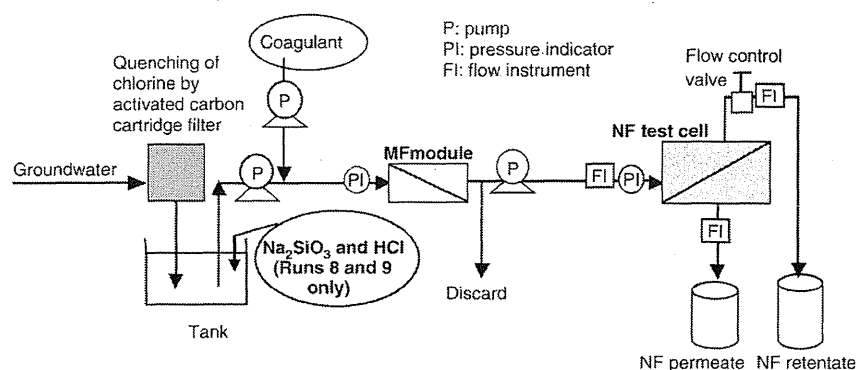 Coagulant
P: pump
PI: pressure indicator
FI: flow instrument
Flow control
valve
Quenching of
chlorine by
activated carbon
cartridge filter
P
FI
NF test cell
Groundwater
P
PI
MFmodule
P
FI
PI
FI
Na2SiO3 and HCl
(Runs 8 and 9
only)
Discard
Tank
NF permeate
NF retentate